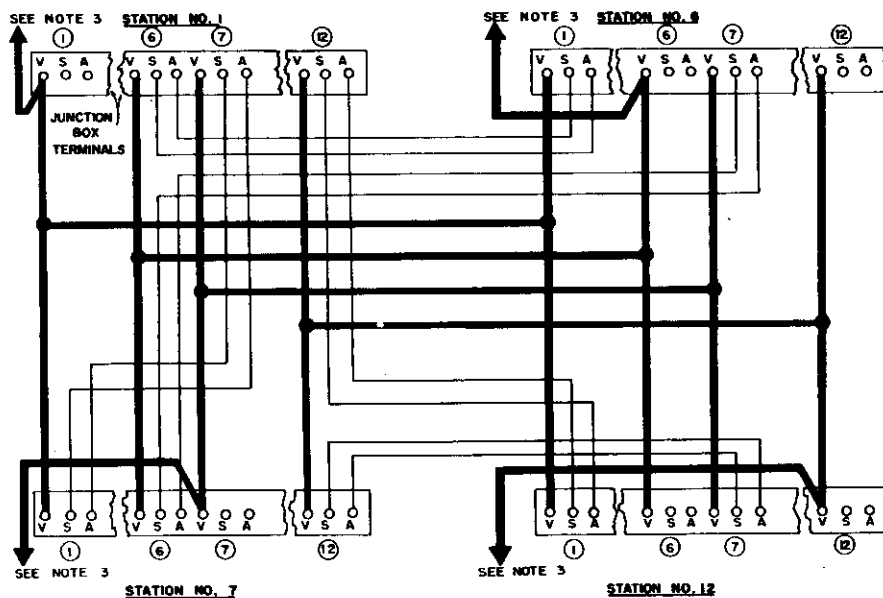 SEE NOTE 3 STATION NO. 1 SEE NOTE 3 STATION NO. 6
1 6 7 12 1 6 7 12
V S A V S A V S A V S A V S A V S A V S A V S A
JUNCTION
BOX
TERMINALS
V S A V S A V S A V S A V S A V S A V S A V S A
1 6 7 12 1 6 7 12
SEE NOTE 3 SEE NOTE 3
STATION NO. 7 STATION NO. 12